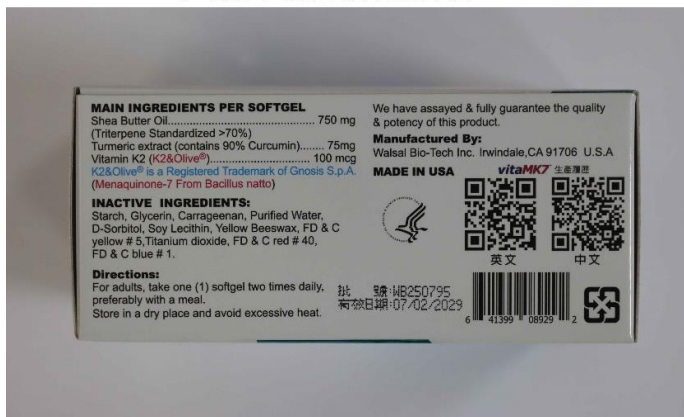 MAIN INGREDIENTS PER SOFTGEL
Shea Butter Oil................................... 750 mg
(Triterpene Standardized >70%)
Turmeric extract (contains 90% Curcumin)....... 75mg
Vitamin K2 (K2&Olive®)........................ 100 mcg
K2&Olive® is a Registered Trademark of Gnosis S.p.A.
(Menaquinone-7 From Bacillus natto)
INACTIVE INGREDIENTS:
Starch, Glycerin, Carrageenan, Purified Water,
D-Sorbitol, Soy Lecithin, Yellow Beeswax, FD & C
yellow # 5,Titanium dioxide, FD & C red # 40,
FD & C blue # 1.
Directions:
For adults, take one (1) softgel two times daily,
preferably with a meal.
Store in a dry place and avoid excessive heat.
We have assayed & fully guarantee the quality
& potency of this product.
Manufactured By:
Walsal Bio-Tech Inc. Irwindale,CA 91706 U.S.A
MADE IN USA
vitaMK7 生產履歷
英文 中文
批 號:WB250795
有效日期:07/02/2029
6 41399 08929 2